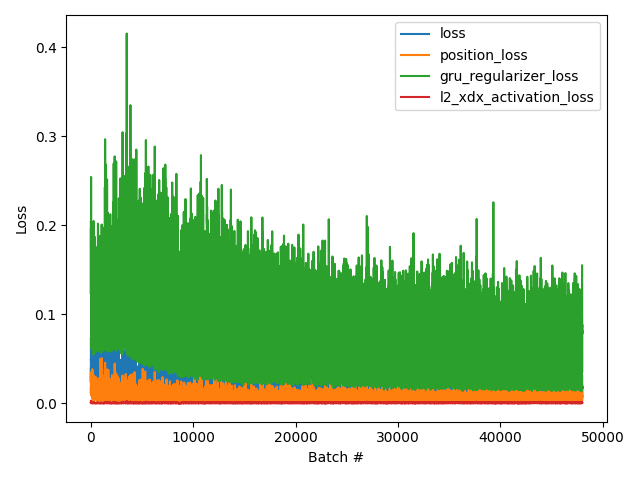 loss
position_loss
gru_regularizer_loss
l2_xdx_activation_loss
0.4
0.3
0.2
0.1
0.0
Loss
0
10000
20000
30000
40000
50000
Batch #